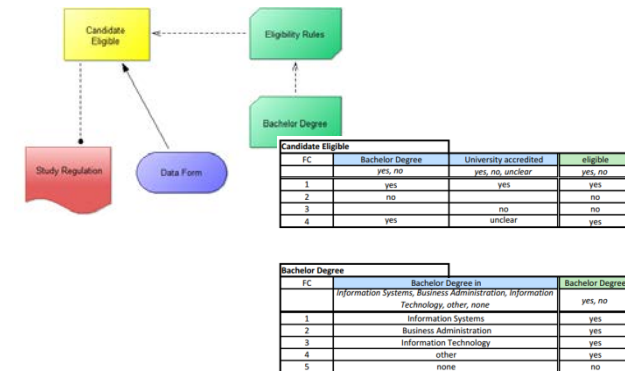 Candidate
Eligible
Eligibility Rules
Bachelor Degree
Study Regulation
Data Form
Candidate Eligible
FC Bachelor Degree University accredited eligible
yes, no yes, no, unclear yes, no
1 yes yes yes
2 no no
3 no no
4 yes unclear yes
Bachelor Degree
FC Bachelor Degree in Bachelor Degree
Information Systems, Business Administration, Information
Technology, other, none yes, no
1 Information Systems yes
2 Business Administration yes
3 Information Technology yes
4 other yes
5 none no